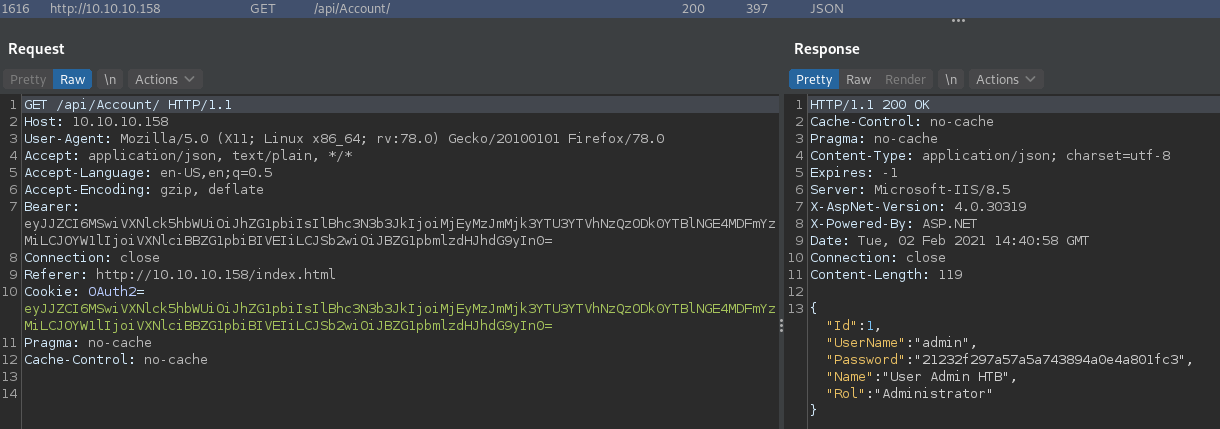 1616 http://10.10.10.158 GET /api/Account/ 200 397 JSON
Request
Pretty Raw \n Actions
1 GET /api/Account/ HTTP/1.1
2 Host: 10.10.10.158
3 User-Agent: Mozilla/5.0 (X11; Linux x86_64; rv:78.0) Gecko/20100101 Firefox/78.0
4 Accept: application/json, text/plain, */*
5 Accept-Language: en-US,en;q=0.5
6 Accept-Encoding: gzip, deflate
7 Bearer:
eyJJZCI6MSwiVXNlck5hbWUiOiJhZG1pbiIsIlBhc3N3b3JkIjoiMjEyMzJmMjk3YTU3YTVhNzQzODk0YTBlNGE4MDFmYz
MiLCJOYW1lIjoiVXNlciBBZG1pbiBIVEIiLCJSb2wiOiJBZG1pbmlzdHJhdG9yIn0=
8 Connection: close
9 Referer: http://10.10.10.158/index.html
10 Cookie: OAuth2=
eyJJZCI6MSwiVXNlck5hbWUiOiJhZG1pbiIsIlBhc3N3b3JkIjoiMjEyMzJmMjk3YTU3YTVhNzQzODk0YTBlNGE4MDFmYz
MiLCJOYW1lIjoiVXNlciBBZG1pbiBIVEIiLCJSb2wiOiJBZG1pbmlzdHJhdG9yIn0=
11 Pragma: no-cache
12 Cache-Control: no-cache
13
14
Response
Pretty Raw Render \n Actions
1 HTTP/1.1 200 OK
2 Cache-Control: no-cache
3 Pragma: no-cache
4 Content-Type: application/json; charset=utf-8
5 Expires: -1
6 Server: Microsoft-IIS/8.5
7 X-AspNet-Version: 4.0.30319
8 X-Powered-By: ASP.NET
9 Date: Tue, 02 Feb 2021 14:40:58 GMT
10 Connection: close
11 Content-Length: 119
12
13 {
"Id":1,
"UserName":"admin",
"Password":"21232f297a57a5a743894a0e4a801fc3",
"Name":"User Admin HTB",
"Rol":"Administrator"
}